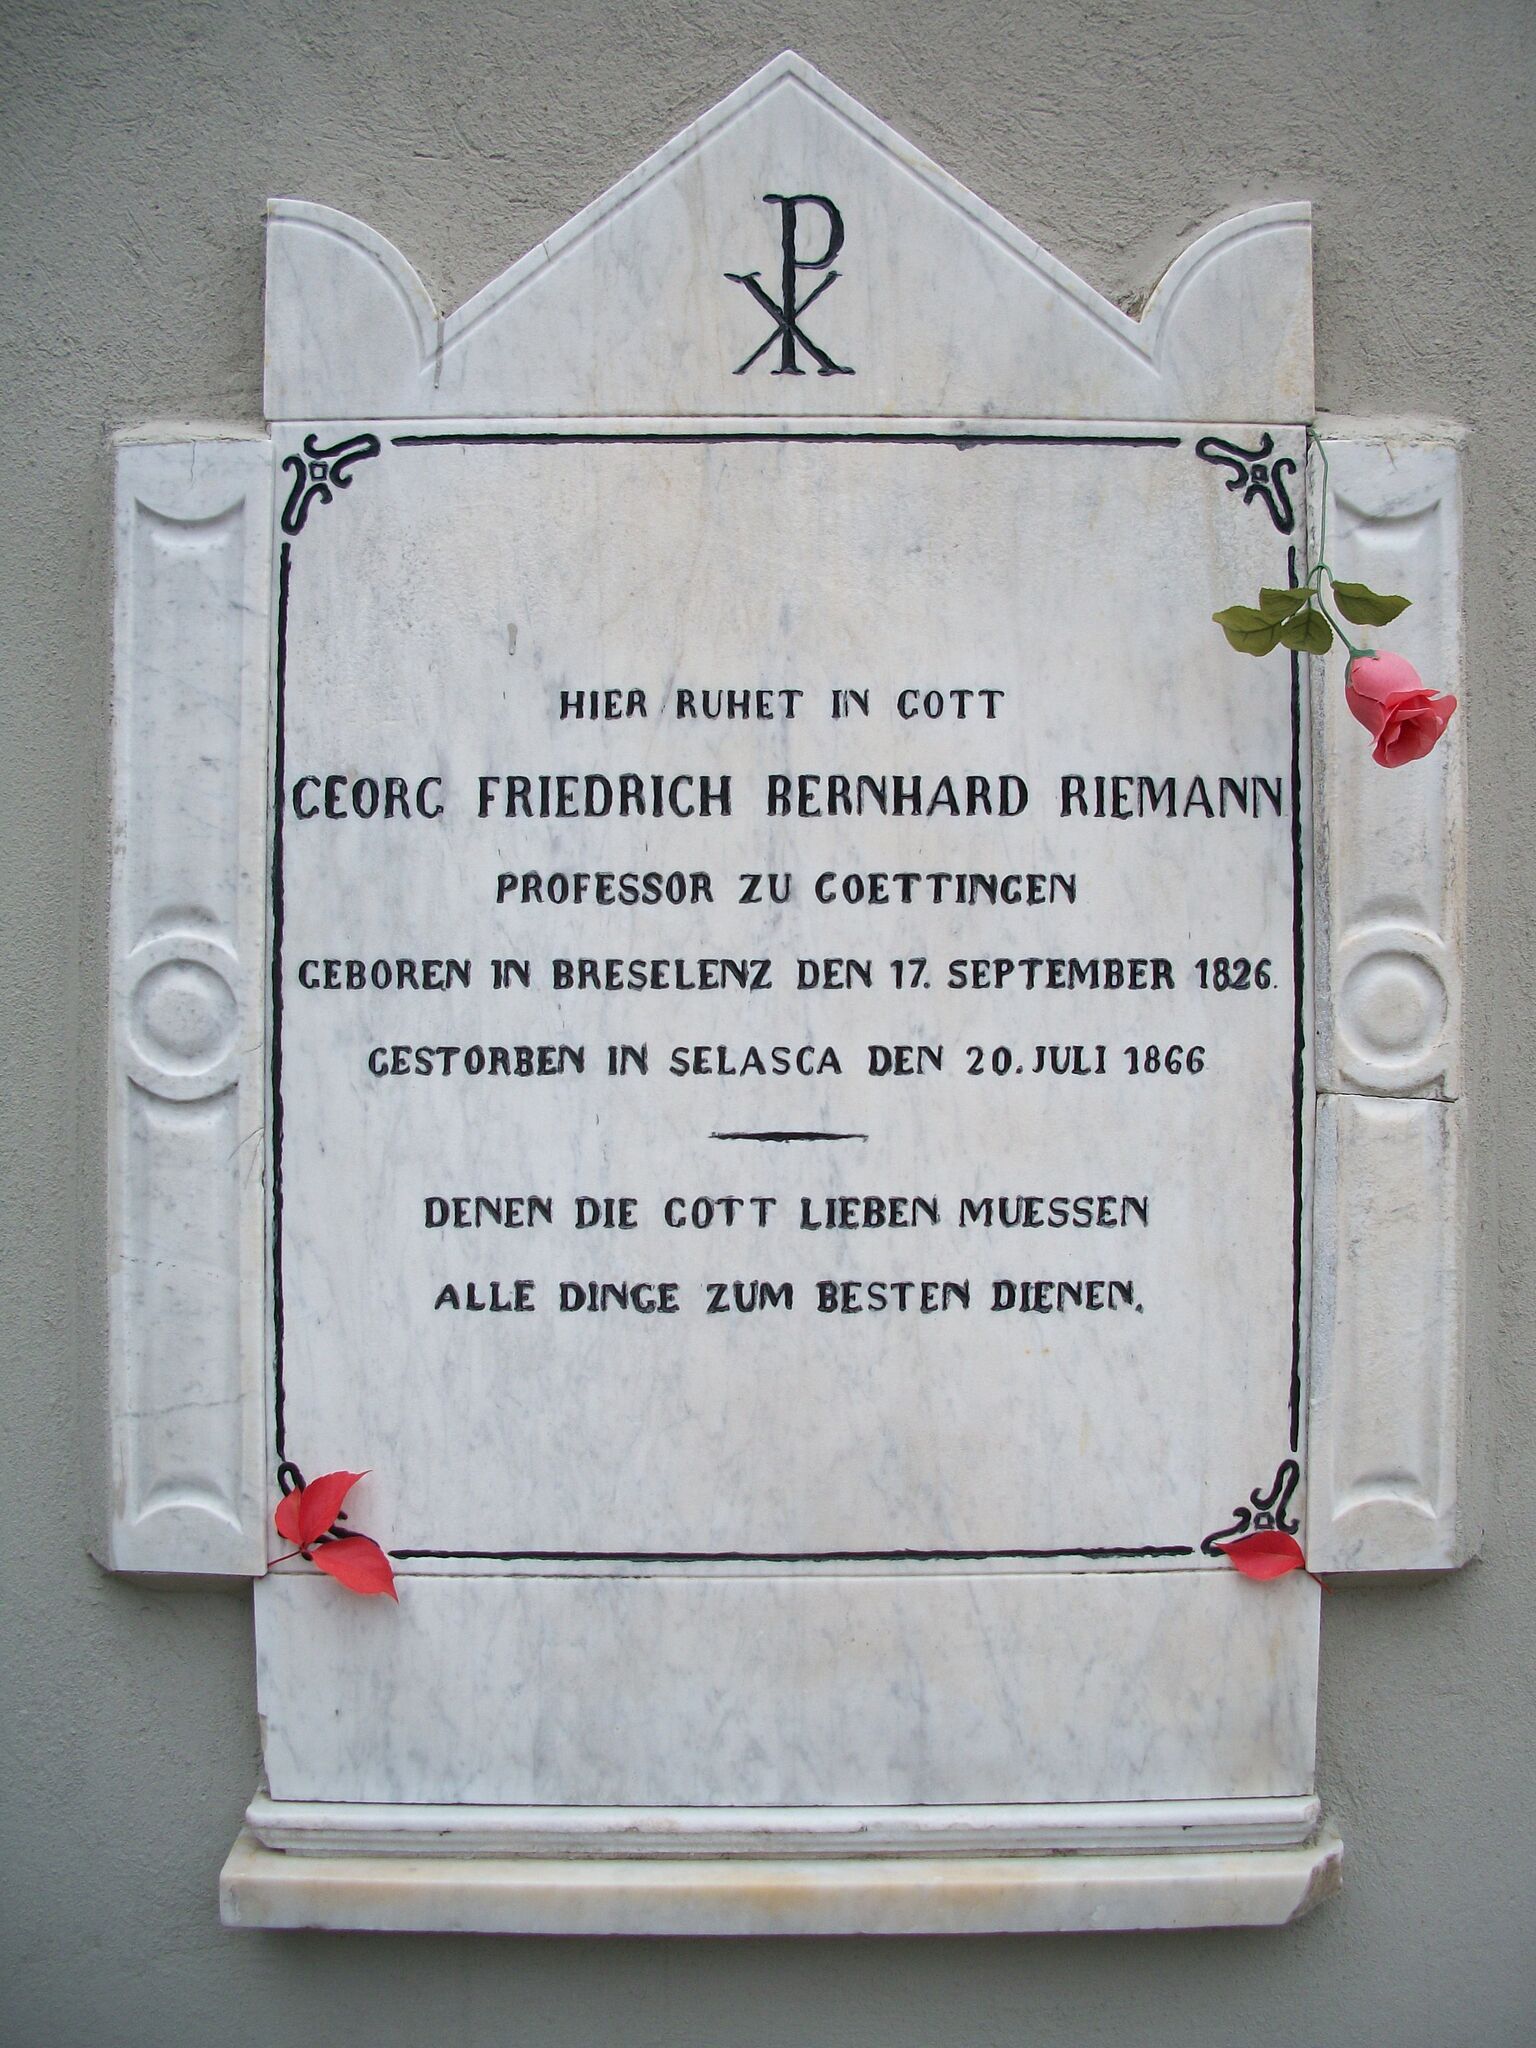 HIER RUHET IN GOTT
GEORG FRIEDRICH BERNHARD RIEMANN
PROFESSOR ZU GOETTINGEN
GEBOREN IN BRESELENZ DEN 17. SEPTEMBER 1826.
GESTORBEN IN SELASCA DEN 20. JULI 1866
DENEN DIE GOTT LIEBEN MUESSEN
ALLE DINGE ZUM BESTEN DIENEN.